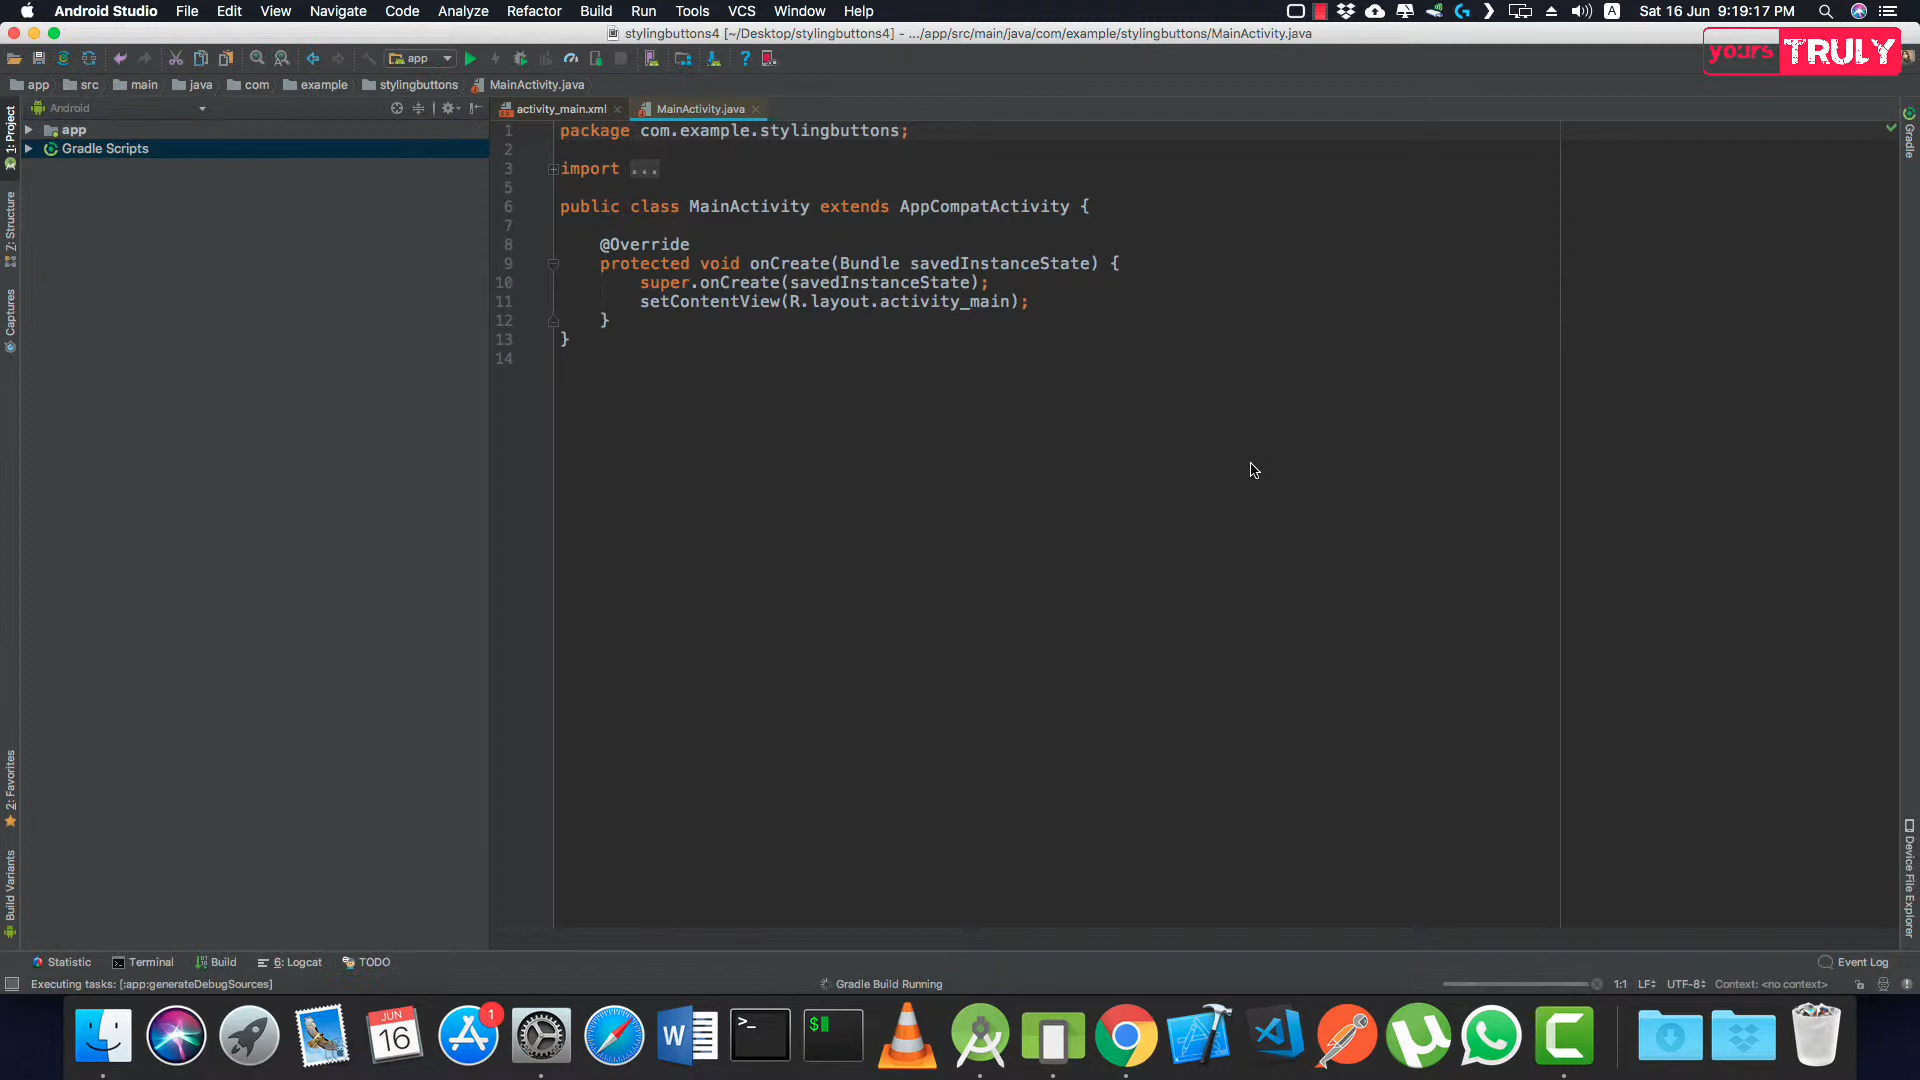 Android Studio File Edit View Navigate Code Analyze Refactor Build Run Tools VCS Window Help
A Sat 16 Jun 9:19:17 PM
stylingbuttons4 [~/Desktop/stylingbuttons4] - .../app/src/main/java/com/example/stylingbuttons/MainActivity.java
yours TRULY
app
app src main java com example stylingbuttons MainActivity.java
Android
activity_main.xml MainActivity.java
app
Gradle Scripts
1: Project
7: Structure
Captures
2: Favorites
Build Variants
1 package com.example.stylingbuttons;
2
3 import ...
5
6 public class MainActivity extends AppCompatActivity {
7
8 @Override
9 protected void onCreate(Bundle savedInstanceState) {
10 super.onCreate(savedInstanceState);
11 setContentView(R.layout.activity_main);
12 }
13 }
14
Gradle
Device File Explorer
Statistic Terminal Build 6: Logcat TODO Event Log
Executing tasks: [:app:generateDebugSources] Gradle Build Running 1:1 LF UTF-8 Context: <no context>
JUN
16
1
W
>_
$